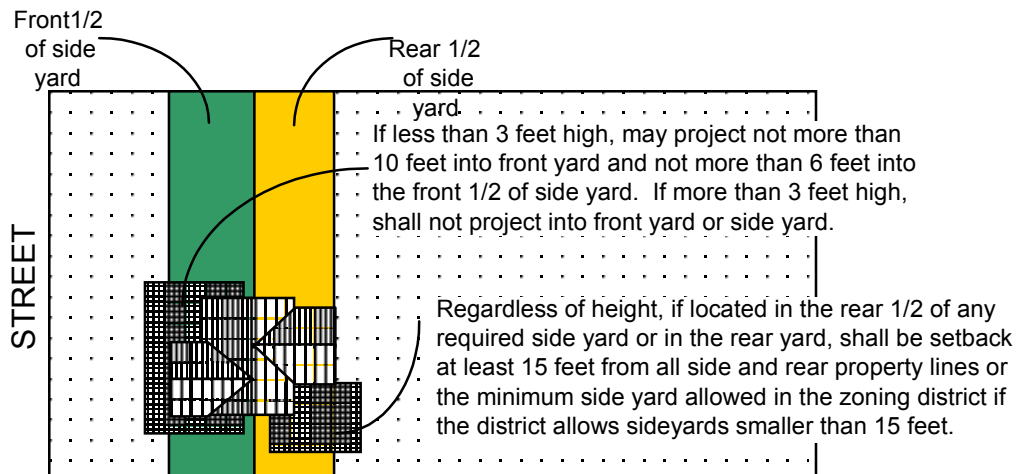 Front1/2
of side
yard
Rear 1/2
of side
yard
If less than 3 feet high, may project not more than
10 feet into front yard and not more than 6 feet into
the front 1/2 of side yard.  If more than 3 feet high,
shall not project into front yard or side yard.
STREET
Regardless of height, if located in the rear 1/2 of any
required side yard or in the rear yard, shall be setback
at least 15 feet from all side and rear property lines or
the minimum side yard allowed in the zoning district if
the district allows sideyards smaller than 15 feet.